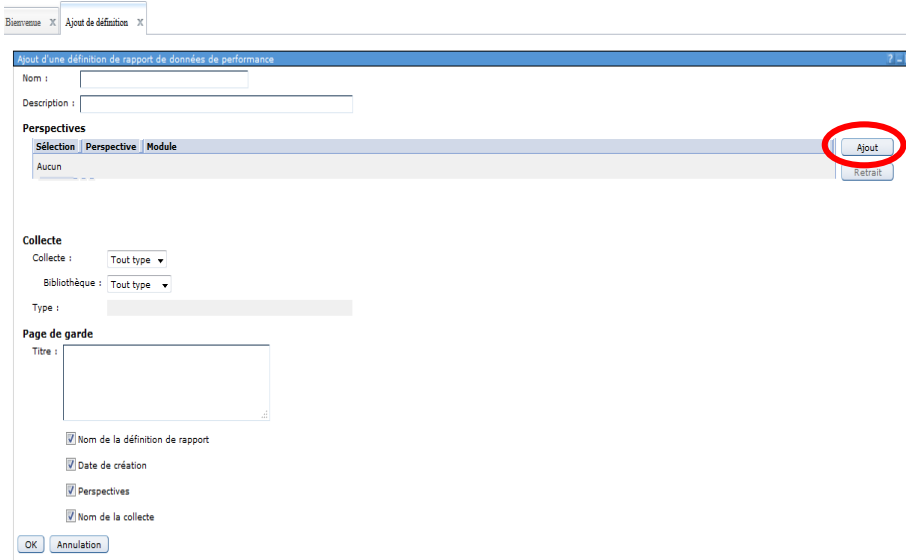 Bienvenue X Ajout de définition X
Ajout d'une définition de rapport de données de performance ? -
Nom :
Description :
Perspectives
Sélection Perspective Module
Ajout
Aucun
Retrait
Collecte
Collecte : Tout type
Bibliothèque : Tout type
Type :
Page de garde
Titre :
Nom de la définition de rapport
Date de création
Perspectives
Nom de la collecte
OK Annulation